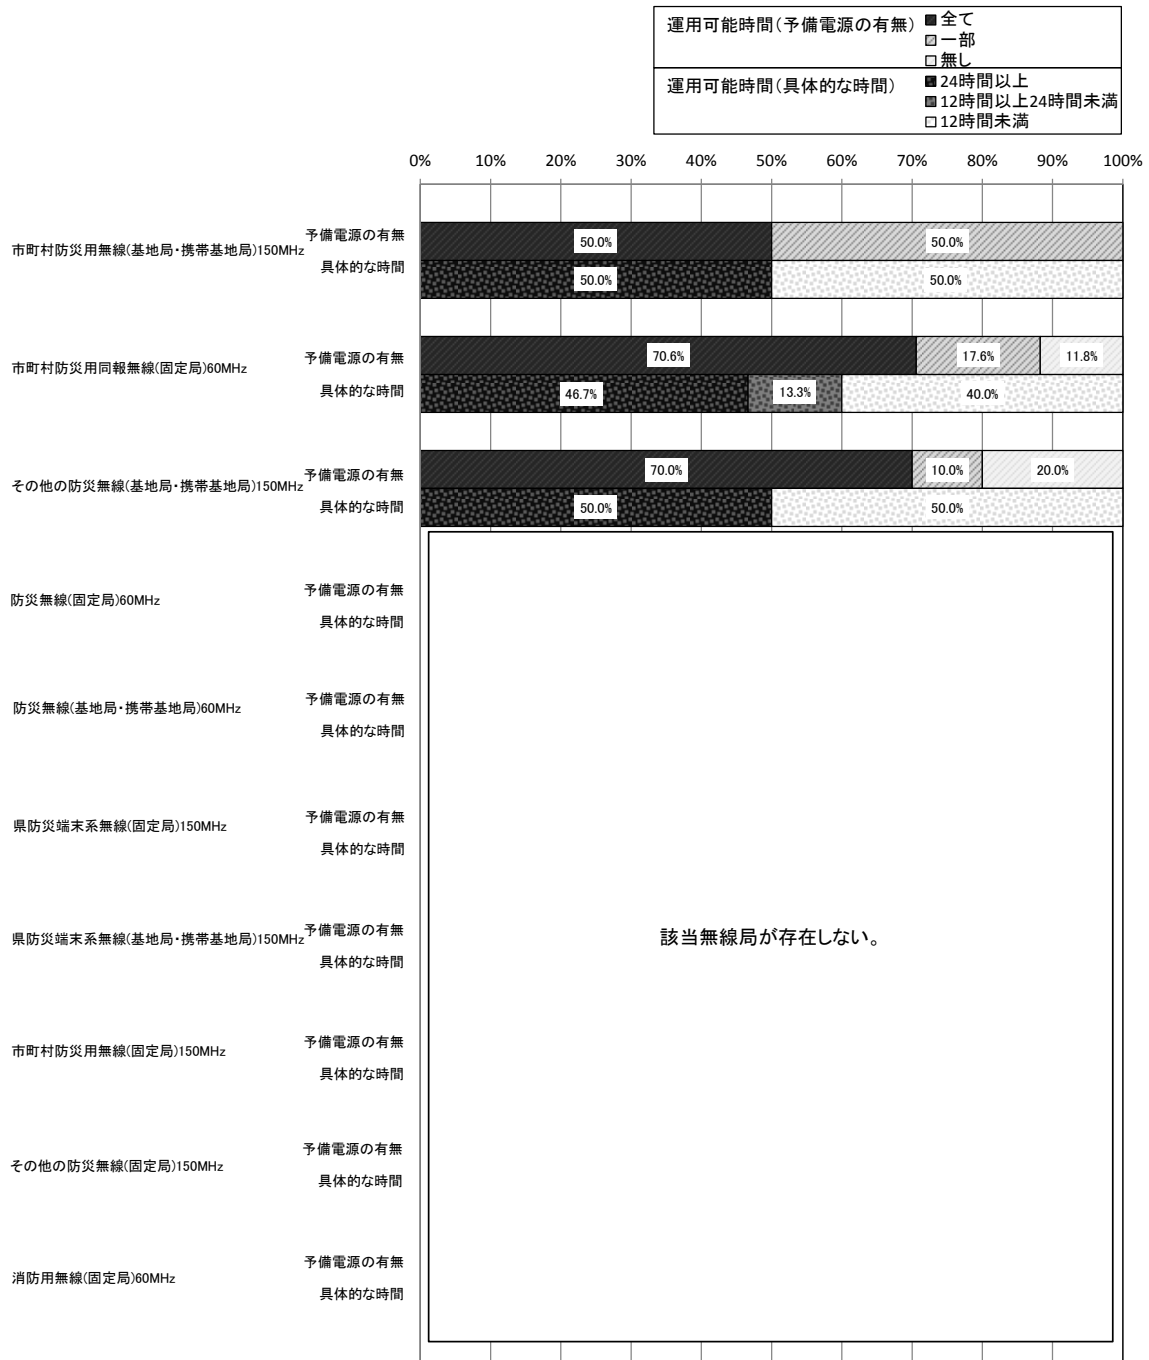 運用可能時間(予備電源の有無)
全て
一部
無し
運用可能時間(具体的な時間)
24時間以上
12時間以上24時間未満
12時間未満
0% 10% 20% 30% 40% 50% 60% 70% 80% 90% 100%
市町村防災用無線(基地局・携帯基地局)150MHz
予備電源の有無
50.0% 50.0%
具体的な時間
50.0% 50.0%
市町村防災用同報無線(固定局)60MHz
予備電源の有無
70.6% 17.6% 11.8%
具体的な時間
46.7% 13.3% 40.0%
その他の防災無線(基地局・携帯基地局)150MHz
予備電源の有無
70.0% 10.0% 20.0%
具体的な時間
50.0% 50.0%
防災無線(固定局)60MHz
予備電源の有無
具体的な時間
防災無線(基地局・携帯基地局)60MHz
予備電源の有無
具体的な時間
県防災端末系無線(固定局)150MHz
予備電源の有無
具体的な時間
県防災端末系無線(基地局・携帯基地局)150MHz
予備電源の有無
具体的な時間
該当無線局が存在しない。
市町村防災用無線(固定局)150MHz
予備電源の有無
具体的な時間
その他の防災無線(固定局)150MHz
予備電源の有無
具体的な時間
消防用無線(固定局)60MHz
予備電源の有無
具体的な時間